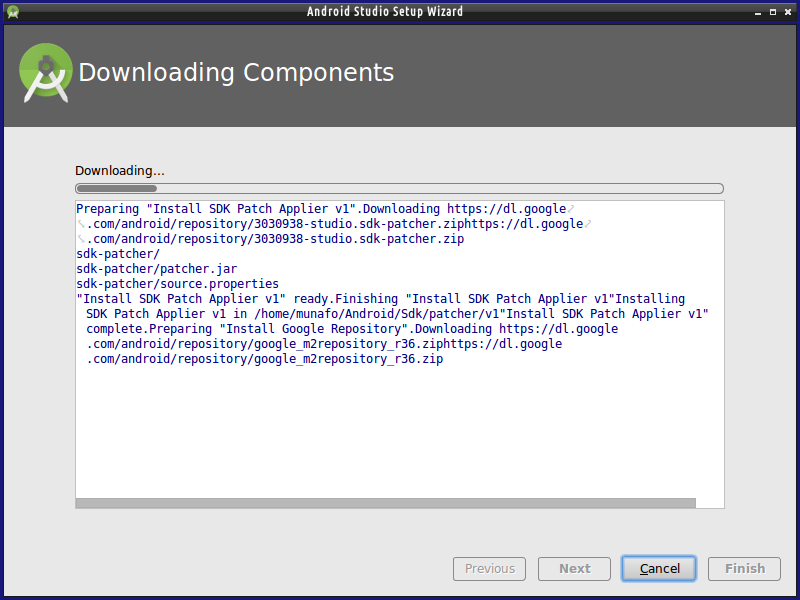 Android Studio Setup Wizard
Downloading Components
Downloading...
Preparing "Install SDK Patch Applier v1".Downloading https://dl.google
.com/android/repository/3030938-studio.sdk-patcher.ziphttps://dl.google
.com/android/repository/3030938-studio.sdk-patcher.zip
sdk-patcher/
sdk-patcher/patcher.jar
sdk-patcher/source.properties
"Install SDK Patch Applier v1" ready.Finishing "Install SDK Patch Applier v1"Installing
SDK Patch Applier v1 in /home/munafo/Android/Sdk/patcher/v1"Install SDK Patch Applier v1"
complete.Preparing "Install Google Repository".Downloading https://dl.google
.com/android/repository/google_m2repository_r36.ziphttps://dl.google
.com/android/repository/google_m2repository_r36.zip
Previous
Next
Cancel
Finish